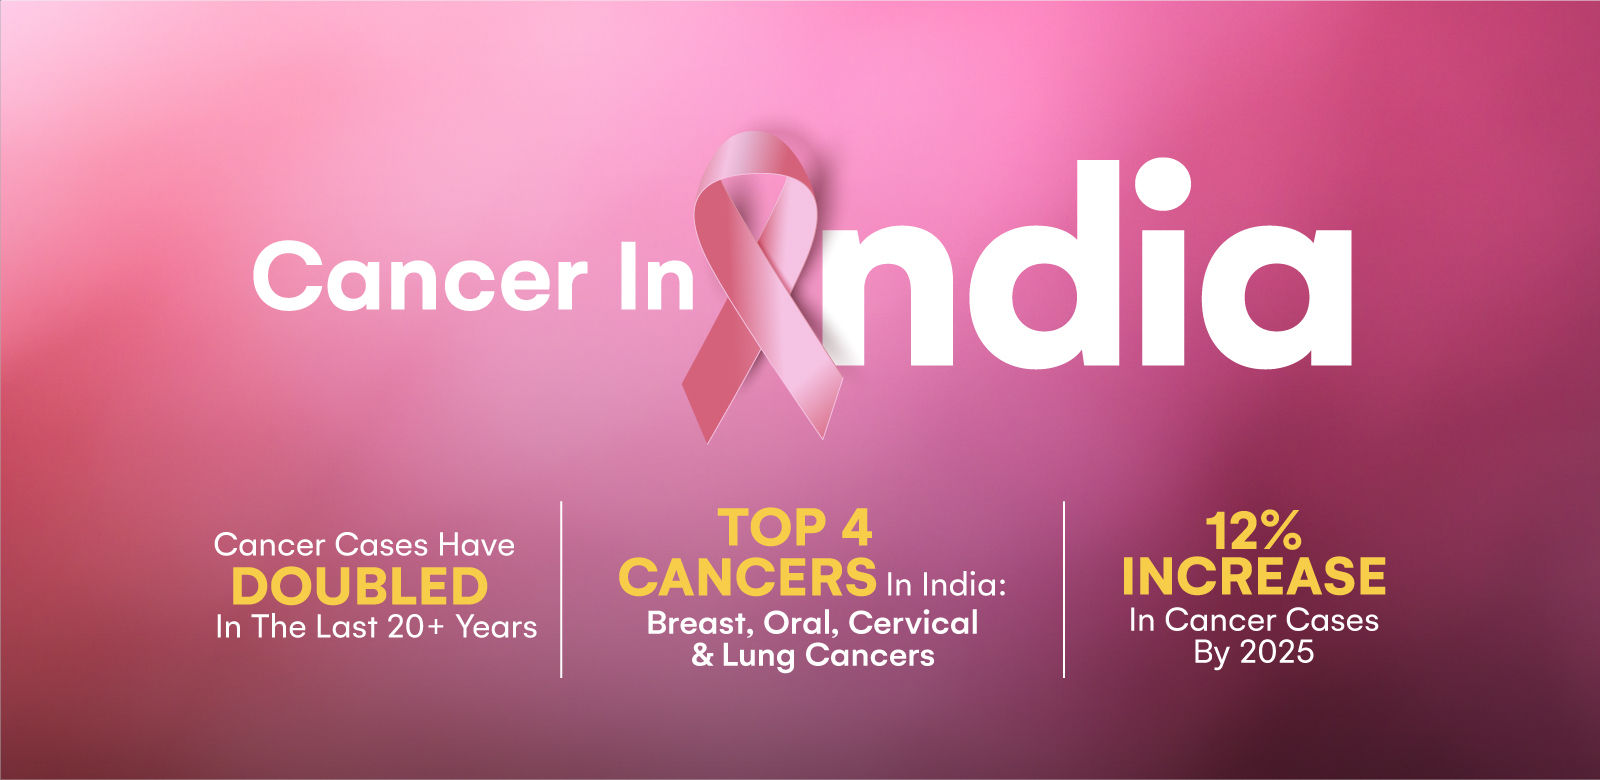 Cancer In India
Cancer Cases Have
DOUBLED
In The Last 20+ Years
TOP 4
CANCERS In India:
Breast, Oral, Cervical
& Lung Cancers
12%
INCREASE
In Cancer Cases
By 2025